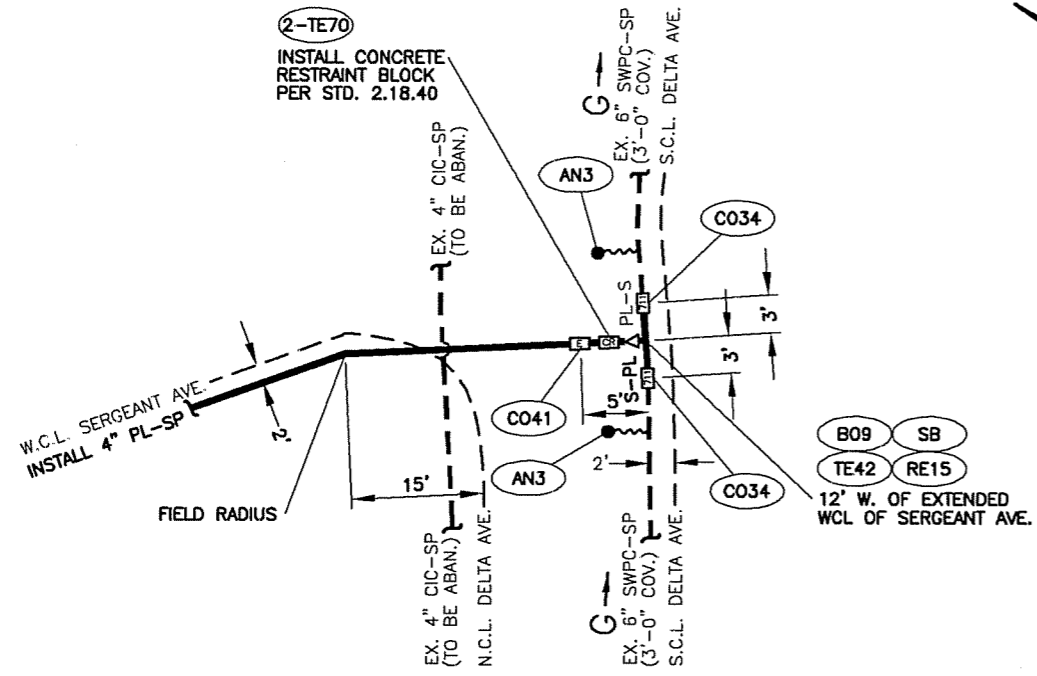 2-TE70
INSTALL CONCRETE
RESTRAINT BLOCK
PER STD. 2.18.40
EX. 4" CIC-SP
(TO BE ABAN.)
G
EX. 6" SWPC-SP
(3'-0" COV.)
S.C.L. DELTA AVE.
AN3
CO34
711
PL-S
3'
E
CR
S-PL
3'
711
W.C.L. SERGEANT AVE.
INSTALL 4" PL-SP
2'
CO41
5'
AN3
2'
CO34
BO9
SB
TE42
RE15
12' W. OF EXTENDED
WCL OF SERGEANT AVE.
FIELD RADIUS
15'
EX. 4" CIC-SP
(TO BE ABAN.)
N.C.L. DELTA AVE.
G
EX. 6" SWPC-SP
(3'-0" COV.)
S.C.L. DELTA AVE.